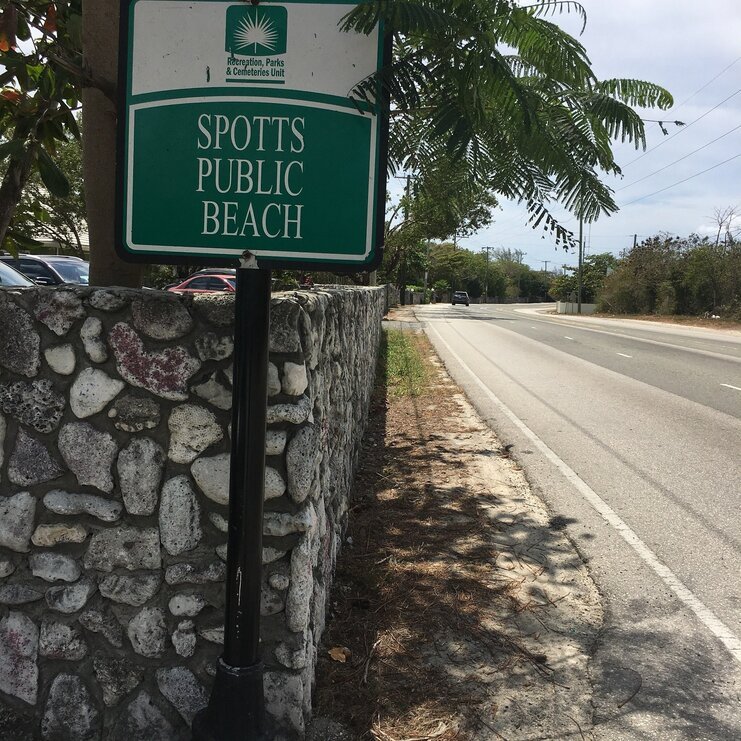 Recreation, Parks
& Cemeteries Unit
SPOTTS
PUBLIC
BEACH